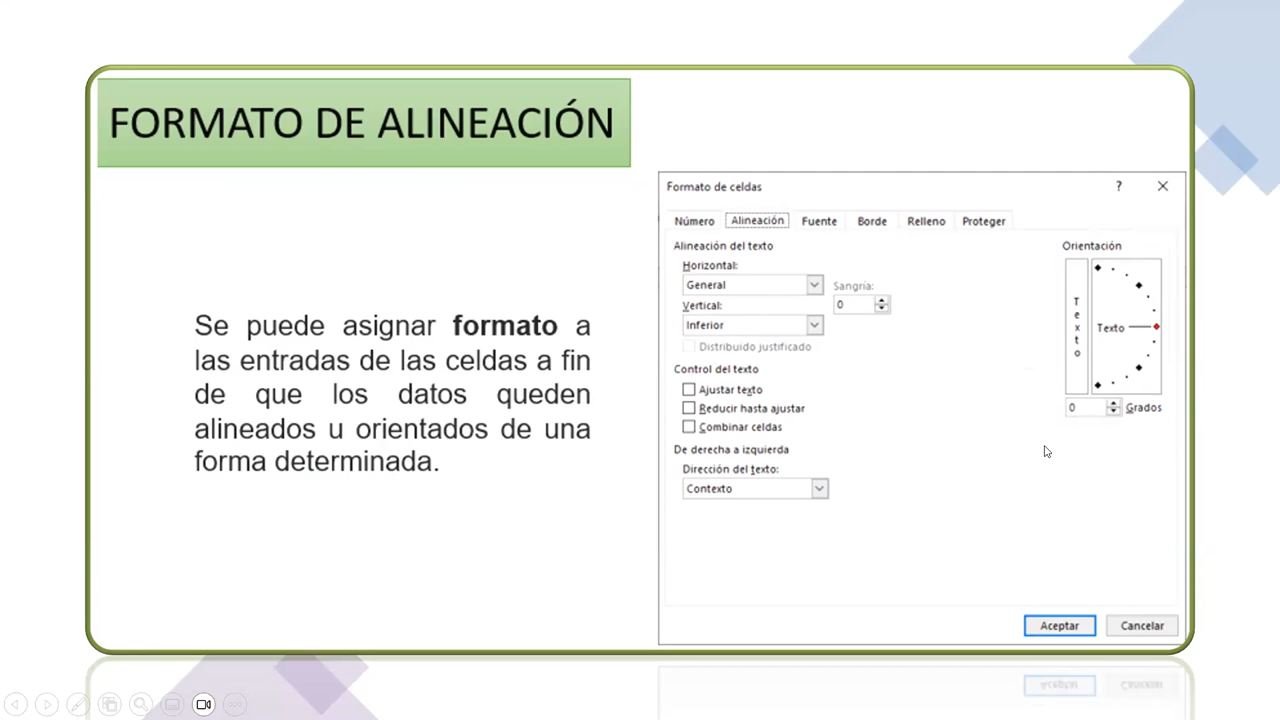 FORMATO DE ALINEACIÓN
Se puede asignar formato a
las entradas de las celdas a fin
de que los datos queden
alineados u orientados de una
forma determinada.
Formato de celdas
?
Número Alineación Fuente Borde Relleno Proteger
Alineación del texto
Horizontal:
General
Sangría:
0
Vertical:
Inferior
Distribuido justificado
Control del texto
Ajustar texto
Reducir hasta ajustar
Combinar celdas
De derecha a izquierda
Dirección del texto:
Contexto
Orientación
Texto
Texto
0 Grados
Aceptar Cancelar